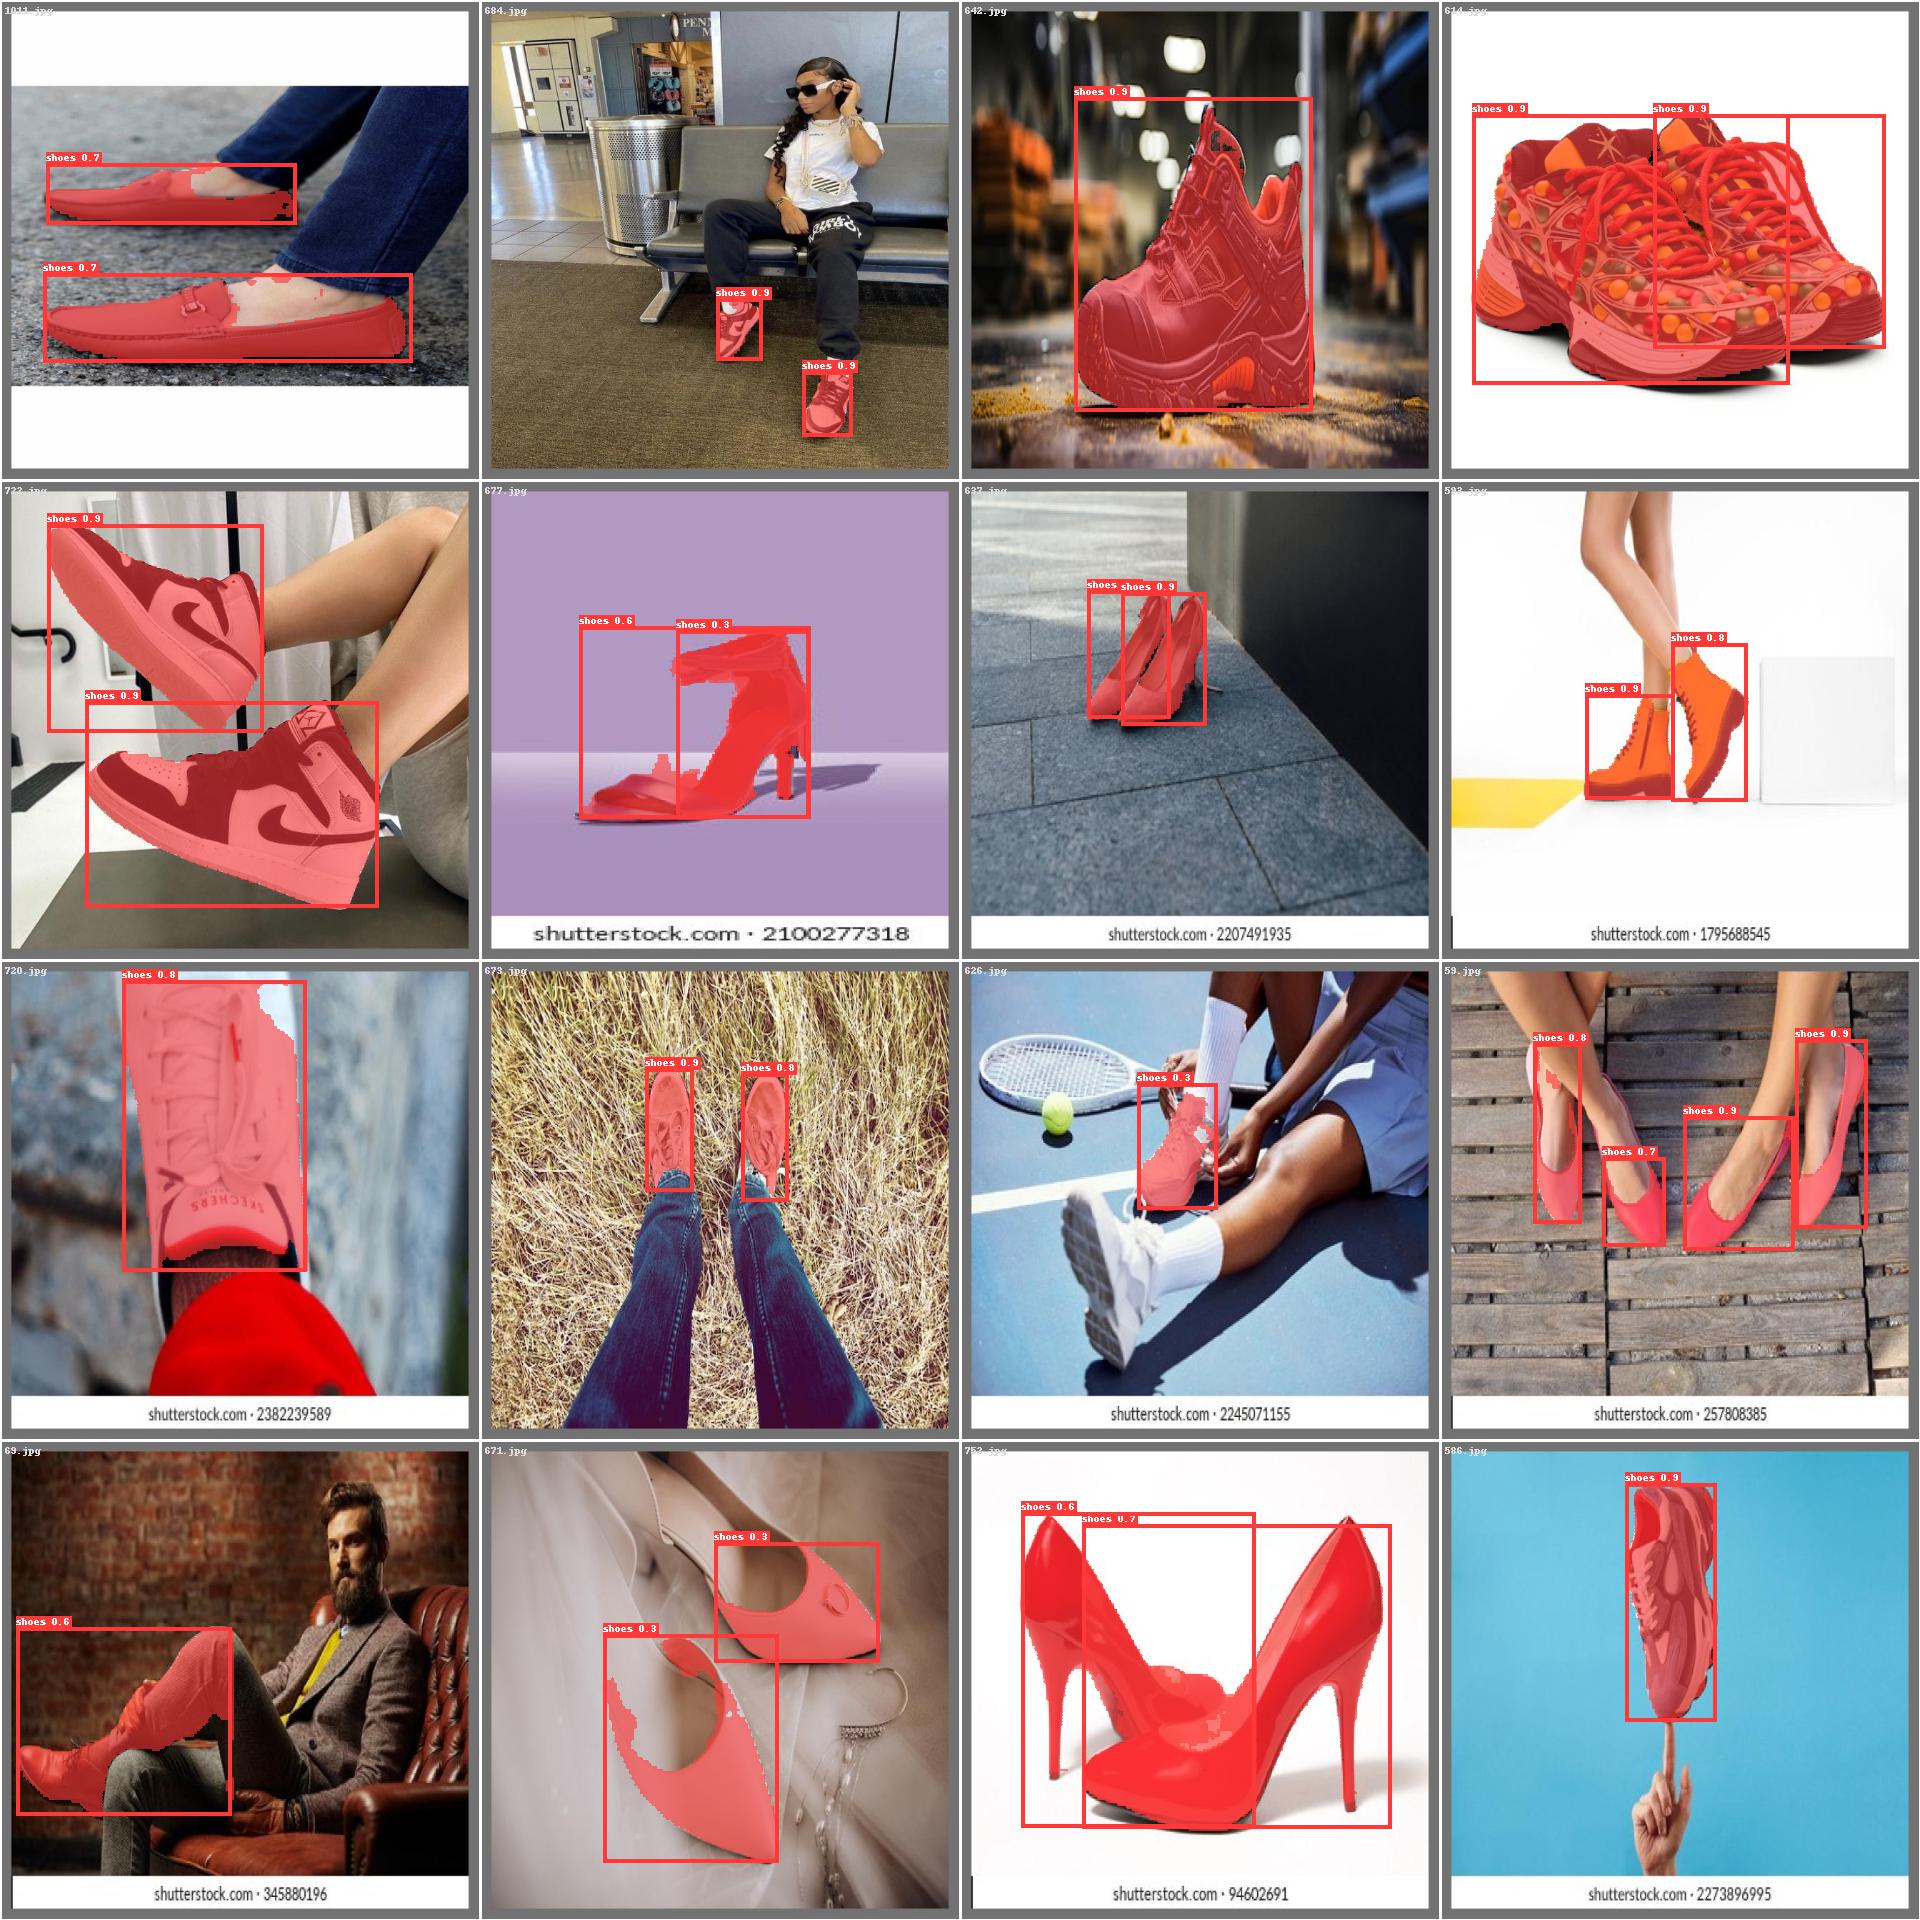 1011.jpg
684.jpg
642.jpg
614.jpg
shoes 0.7
shoes 0.7
PENN
shoes 0.9
shoes 0.9
shoes 0.9
shoes 0.9
shoes 0.9
722.jpg
677.jpg
637.jpg
593.jpg
shoes 0.9
shoes 0.9
shoes 0.6
shoes 0.3
shoes
shoes 0.9
shoes 0.8
shoes 0.9
shutterstock.com · 2100277318
shutterstock.com · 2207491935
shutterstock.com · 1795688545
720.jpg
673.jpg
626.jpg
59.jpg
shoes 0.8
SKECHERS
shoes 0.9
shoes 0.8
shoes 0.3
shoes 0.8
shoes 0.9
shoes 0.9
shoes 0.7
shutterstock.com · 2382239589
shutterstock.com · 2245071155
shutterstock.com · 257808385
69.jpg
671.jpg
752.jpg
586.jpg
shoes 0.6
shoes 0.3
shoes 0.3
shoes 0.6
shoes 0.7
shoes 0.9
shutterstock.com · 345880196
shutterstock.com · 94602691
shutterstock.com · 2273896995